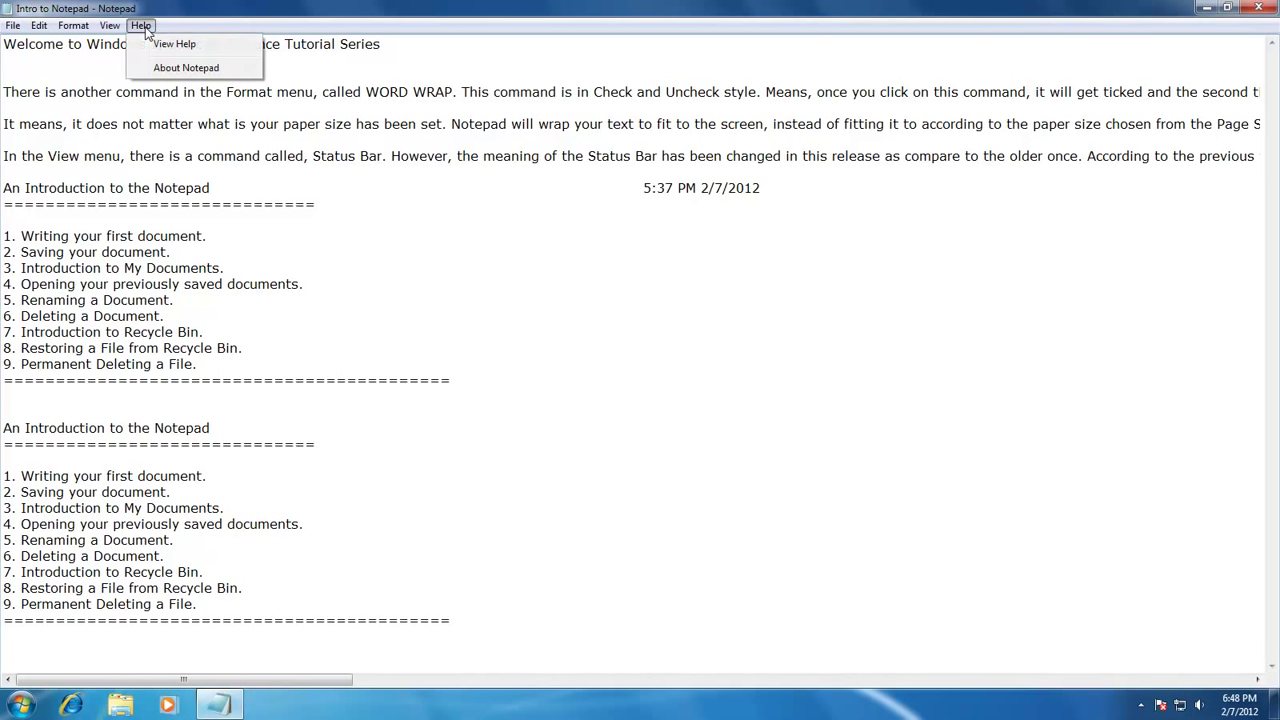 Intro to Notepad - Notepad
File Edit Format View Help
Welcome to Windo ce Tutorial Series
View Help
About Notepad
There is another command in the Format menu, called WORD WRAP. This command is in Check and Uncheck style. Means, once you click on this command, it will get ticked and the second t
It means, it does not matter what is your paper size has been set. Notepad will wrap your text to fit to the screen, instead of fitting it to according to the paper size chosen from the Page S
In the View menu, there is a command called, Status Bar. However, the meaning of the Status Bar has been changed in this release as compare to the older once. According to the previous
An Introduction to the Notepad 5:37 PM 2/7/2012
==============================
1. Writing your first document.
2. Saving your document.
3. Introduction to My Documents.
4. Opening your previously saved documents.
5. Renaming a Document.
6. Deleting a Document.
7. Introduction to Recycle Bin.
8. Restoring a File from Recycle Bin.
9. Permanent Deleting a File.
===========================================
An Introduction to the Notepad
==============================
1. Writing your first document.
2. Saving your document.
3. Introduction to My Documents.
4. Opening your previously saved documents.
5. Renaming a Document.
6. Deleting a Document.
7. Introduction to Recycle Bin.
8. Restoring a File from Recycle Bin.
9. Permanent Deleting a File.
===========================================
6:48 PM
2/7/2012